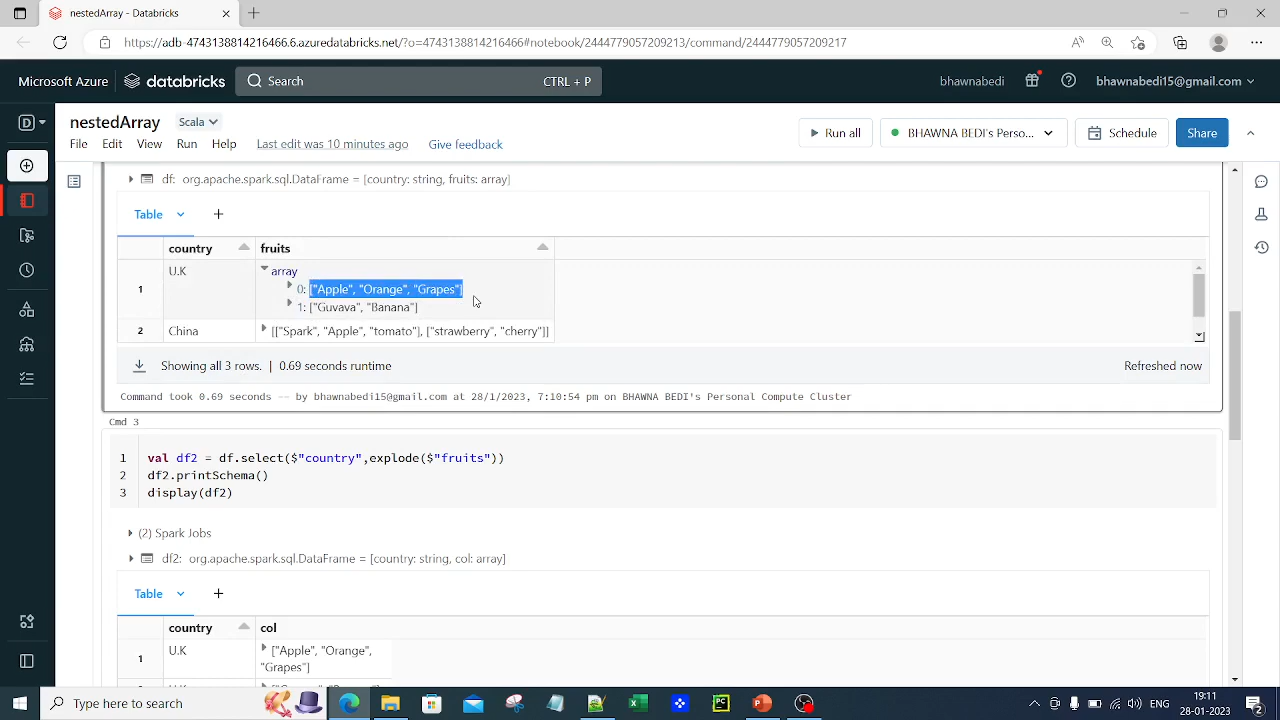 nestedArray - Databricks
https://adb-4743138814216466.6.azuredatabricks.net/?o=4743138814216466#notebook/2444779057209213/command/2444779057209217
Microsoft Azure databricks Search CTRL + P bhawnabedi bhawnabedi15@gmail.com
D
nestedArray Scala
Run all BHAWNA BEDI's Perso... Schedule Share
File Edit View Run Help Last edit was 10 minutes ago Give feedback
df: org.apache.spark.sql.DataFrame = [country: string, fruits: array]
Table +
country fruits
U.K array
1 0: ["Apple", "Orange", "Grapes"]
1: ["Guvava", "Banana"]
2 China [["Spark", "Apple", "tomato"], ["strawberry", "cherry"]]
Showing all 3 rows. | 0.69 seconds runtime Refreshed now
Command took 0.69 seconds -- by bhawnabedi15@gmail.com at 28/1/2023, 7:10:54 pm on BHAWNA BEDI's Personal Compute Cluster
Cmd 3
1 val df2 = df.select($"country",explode($"fruits"))
2 df2.printSchema()
3 display(df2)
(2) Spark Jobs
df2: org.apache.spark.sql.DataFrame = [country: string, col: array]
Table +
country col
1 U.K ["Apple", "Orange",
"Grapes"]
Type here to search
PC
ENG 19:11
28-01-2023
2